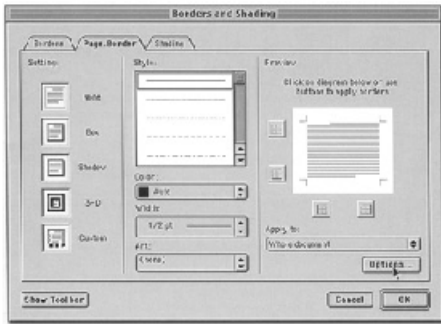 Borders and Shading
Borders
Page Border
Shading
Setting:
Style:
Preview
Click on diagram below or use
buttons to apply borders
Box
Shadow
3-D
Custom
Color:
Auto
Width:
1/2 pt
Art:
(none)
Apply to:
Whole document
Options...
Show Toolbar
Cancel
OK